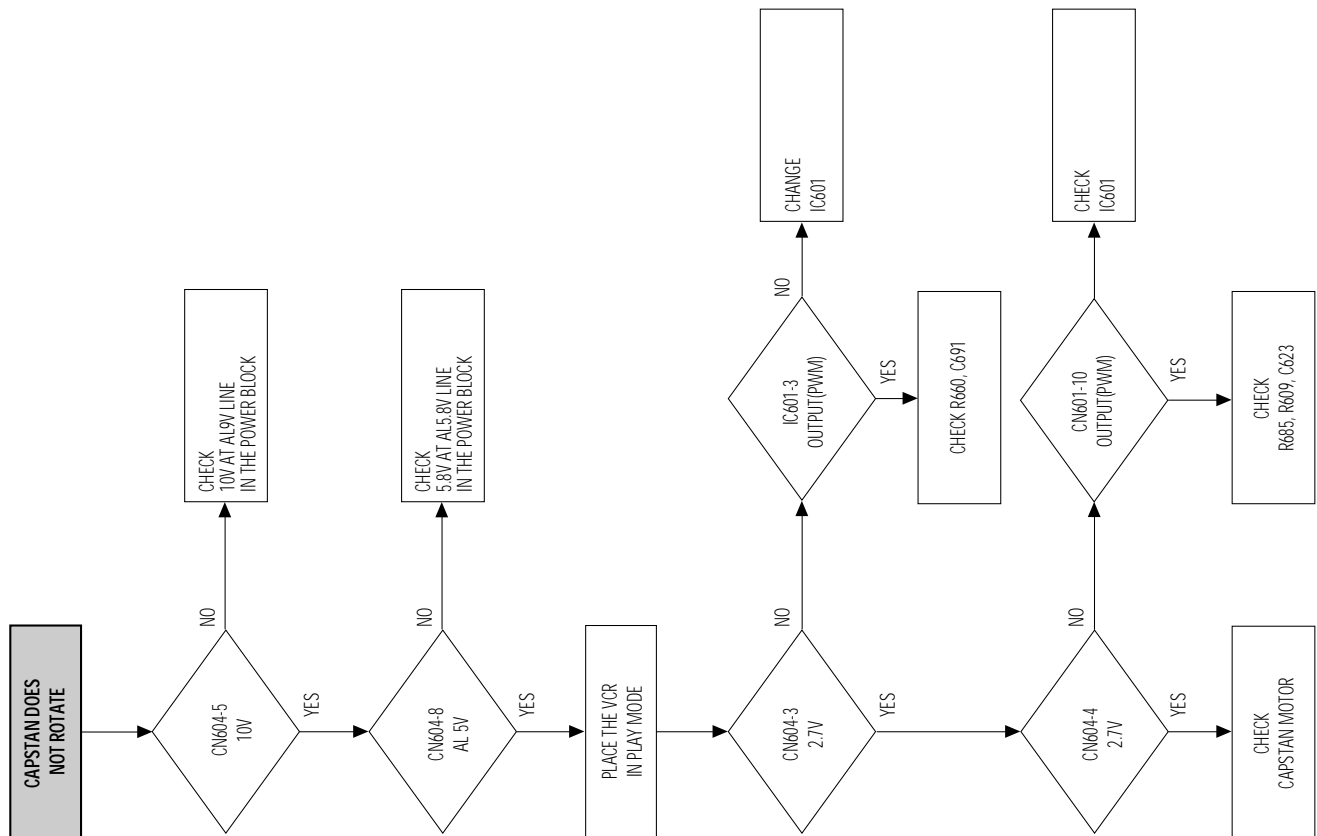 CAPSTAN DOES
NOT ROTATE
CN604-5
10V
NO
CHECK
10V AT AL9V LINE
IN THE POWER BLOCK
YES
CN604-8
AL 5V
NO
CHECK
5.8V AT AL5.8V LINE
IN THE POWER BLOCK
YES
PLACE THE VCR
IN PLAY MODE
CN604-3
2.7V
NO
IC601-3
OUTPUT(PWM)
NO
CHANGE
IC601
YES
CHECK R660, C691
YES
CN604-4
2.7V
NO
CN601-10
OUTPUT(PWM)
CHECK
IC601
YES
CHECK
R685, R609, C623
YES
CHECK
CAPSTAN MOTOR